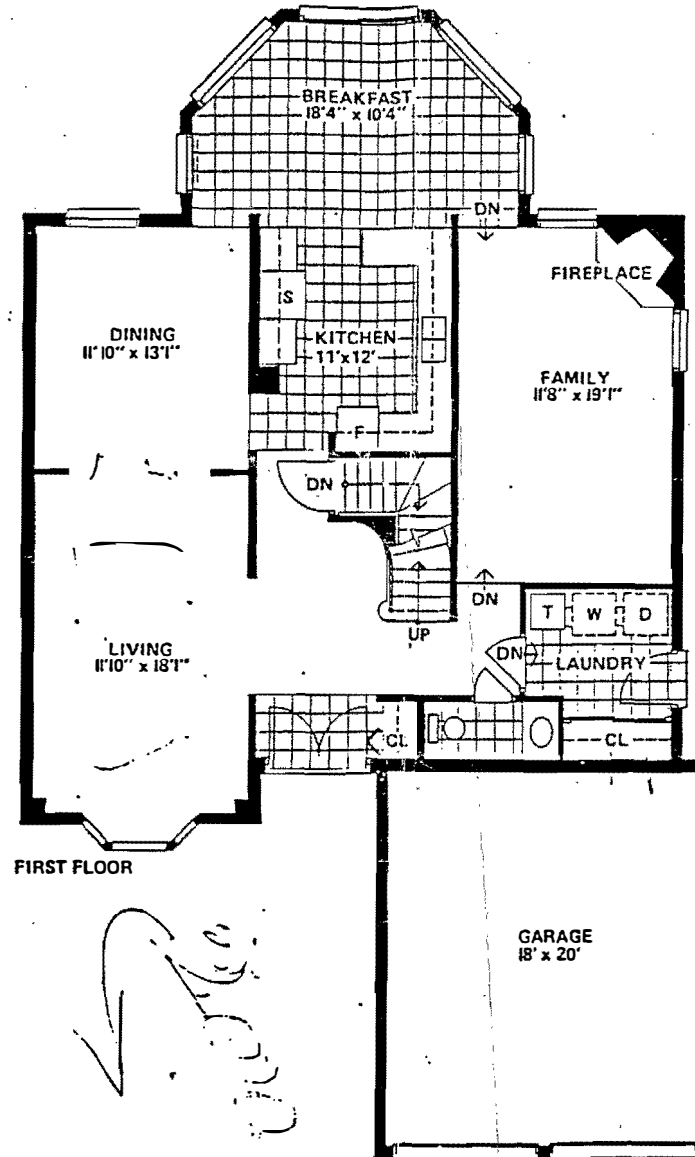 BREAKFAST
18'4" x 10'4"
DN
FIREPLACE
S
DINING
11'10" x 13'1"
KITCHEN
11'x12'
FAMILY
11'8" x 19'1"
F
DN
DN
UP
T W D
LIVING
11'10" x 18'1"
DN
LAUNDRY
CL
CL
FIRST FLOOR
GARAGE
18' x 20'